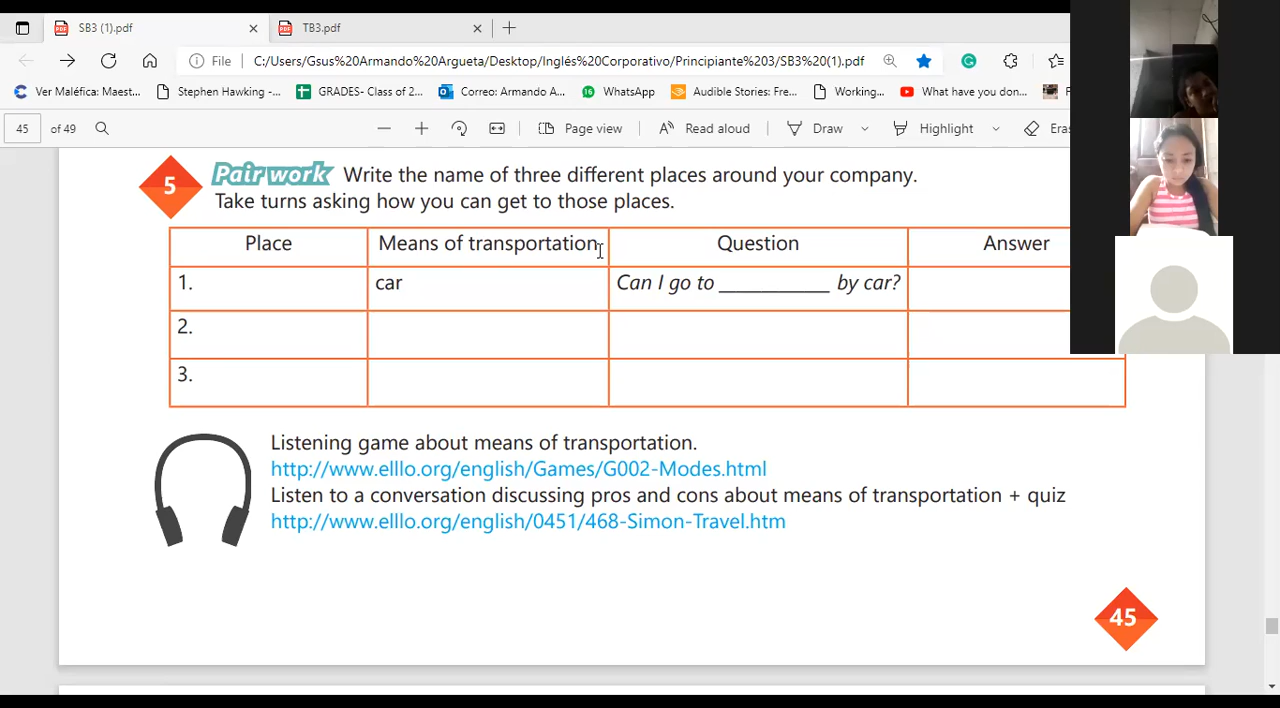 SB3 (1).pdf
TB3.pdf
File
C:/Users/Gsus%20Armando%20Argueta/Desktop/Inglés%20Corporativo/Principiante%203/SB3%20(1).pdf
Ver Maléfica: Maest...
Stephen Hawking -...
GRADES- Class of 2...
Correo: Armando A...
16
WhatsApp
Audible Stories: Fre...
Working...
What have you don...
45
of 49
Page view
Read aloud
Draw
Highlight
Eras
5
Pair work Write the name of three different places around your company.
Take turns asking how you can get to those places.
Place Means of transportation Question Answer
1. car Can I go to ___________ by car?
2.
3.
Listening game about means of transportation.
http://www.elllo.org/english/Games/G002-Modes.html
Listen to a conversation discussing pros and cons about means of transportation + quiz
http://www.elllo.org/english/0451/468-Simon-Travel.htm
45